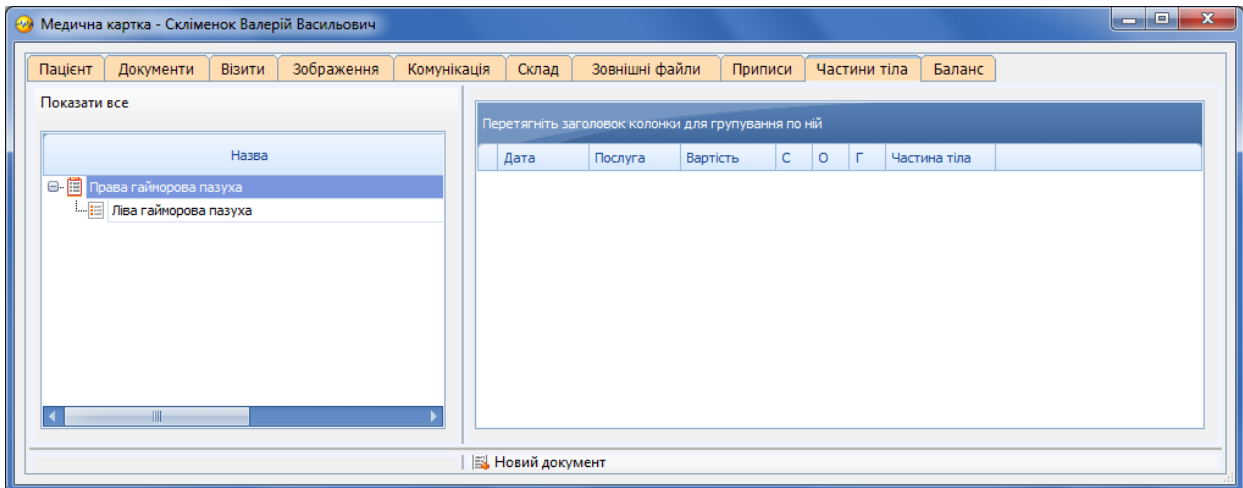 Медична картка - Скліменок Валерій Васильович
Пацієнт Документи Візити Зображення Комунікація Склад Зовнішні файли Приписи Частини тіла Баланс
Показати все
Перетягніть заголовок колонки для групування по ній
Назва
Дата Послуга Вартість С О Г Частина тіла
Права гайморова пазуха
Ліва гайморова пазуха
Новий документ